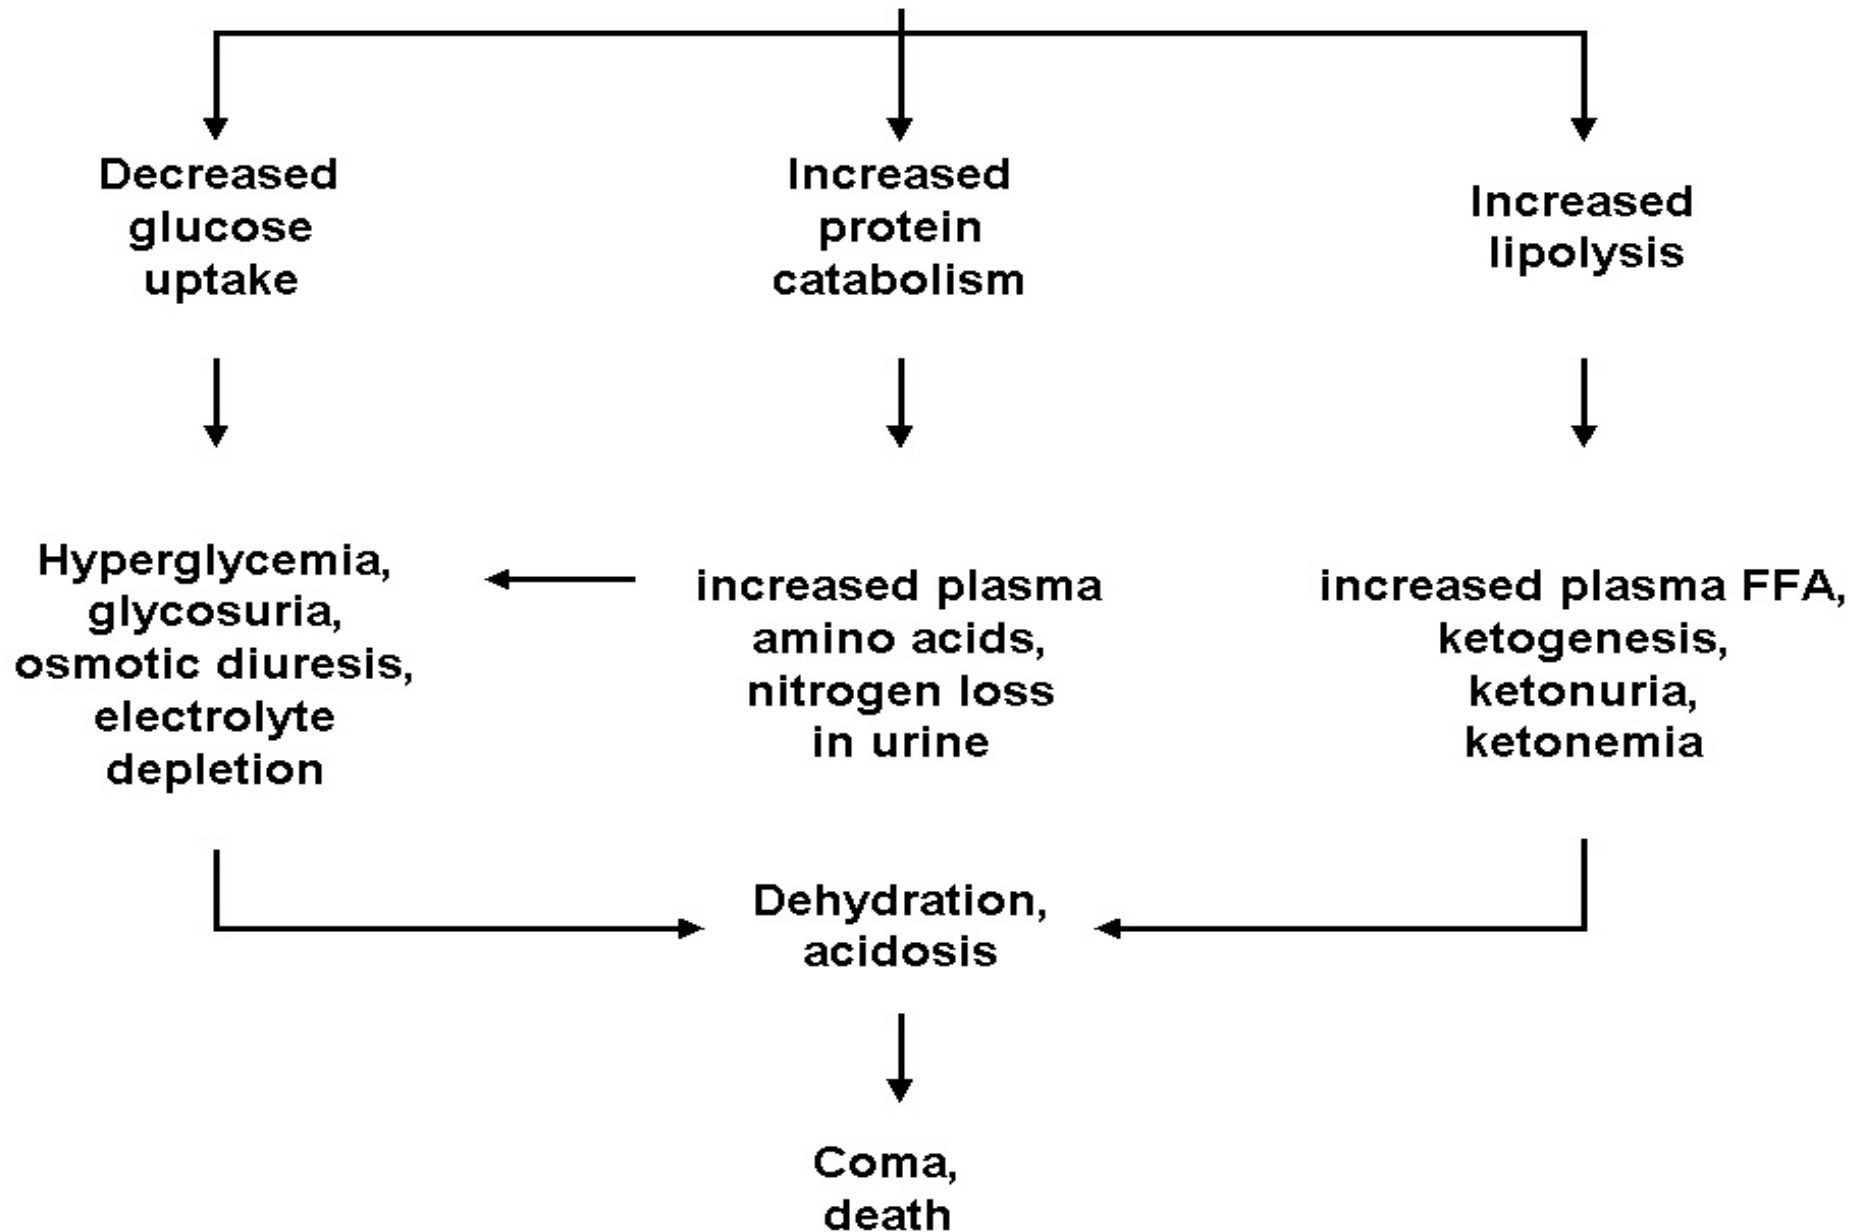 Decreased
glucose
uptake
Increased
protein
catabolism
Increased
lipolysis
Hyperglycemia,
glycosuria,
osmotic diuresis,
electrolyte
depletion
increased plasma
amino acids,
nitrogen loss
in urine
increased plasma FFA,
ketogenesis,
ketonuria,
ketonemia
Dehydration,
acidosis
Coma,
death